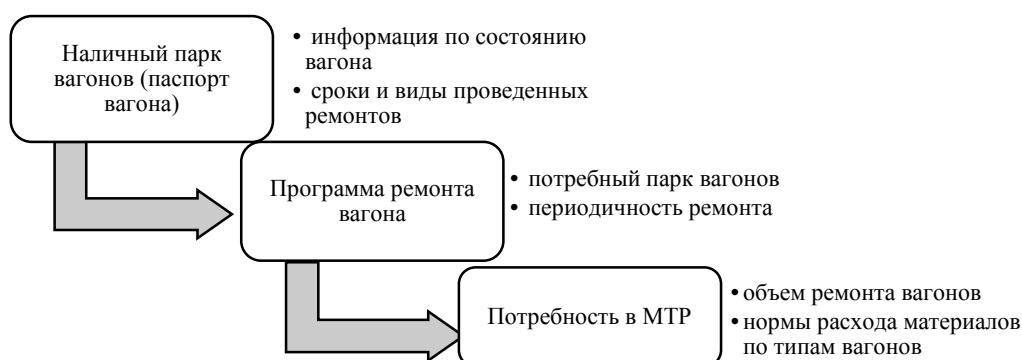 Наличный парк
вагонов (паспорт
вагона)
• информация по состоянию
вагона
• сроки и виды проведенных
ремонтов
Программа ремонта
вагона
• потребный парк вагонов
• периодичность ремонта
Потребность в МТР
• объем ремонта вагонов
• нормы расхода материалов
по типам вагонов